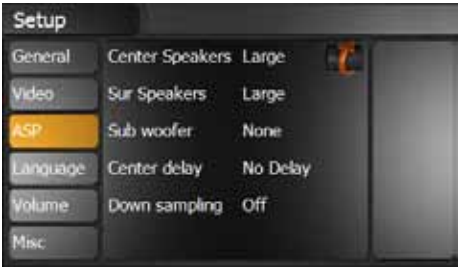 Setup
General
Center Speakers Large
Video
Sur Speakers Large
ASP
Sub woofer None
Language
Center delay No Delay
Volume
Down sampling Off
Misc